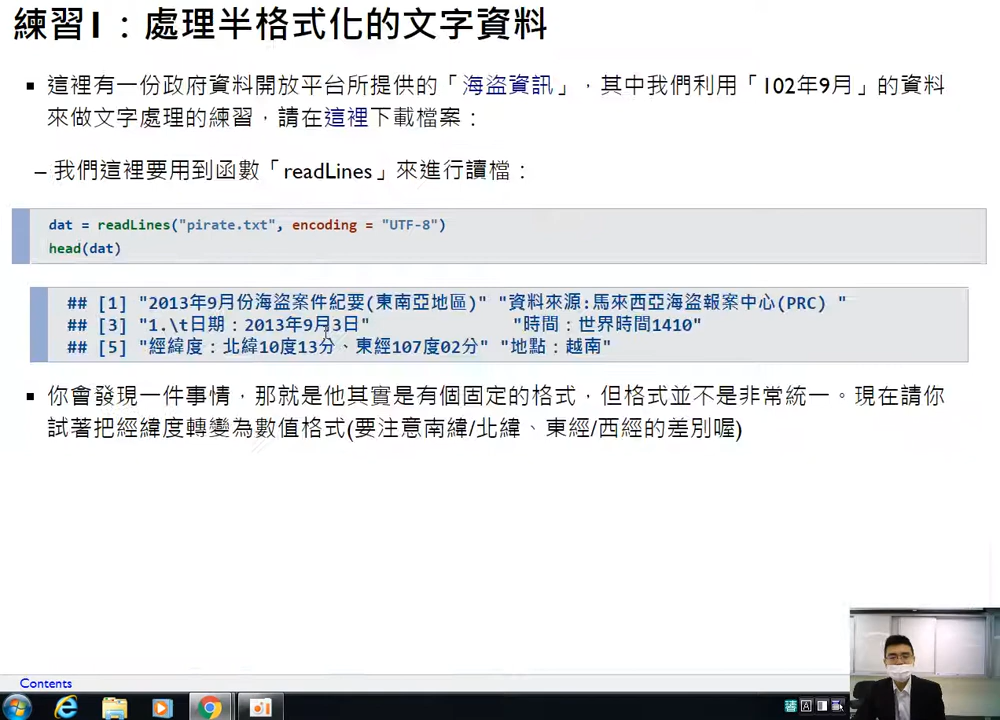 練習1：處理半格式化的文字資料
▪ 這裡有一份政府資料開放平台所提供的「海盜資訊」，其中我們利用「102年9月」的資料
來做文字處理的練習，請在這裡下載檔案：
– 我們這裡要用到函數「readLines」來進行讀檔：
dat = readLines("pirate.txt", encoding = "UTF-8")
head(dat)
## [1] "2013年9月份海盜案件紀要(東南亞地區)" "資料來源:馬來西亞海盜報案中心(PRC) "
## [3] "1.\t日期：2013年9月3日" "時間：世界時間1410"
## [5] "經緯度：北緯10度13分、東經107度02分" "地點：越南"
▪ 你會發現一件事情，那就是他其實是有個固定的格式，但格式並不是非常統一。現在請你
試著把經緯度轉變為數值格式(要注意南緯/北緯、東經/西經的差別喔)
Contents